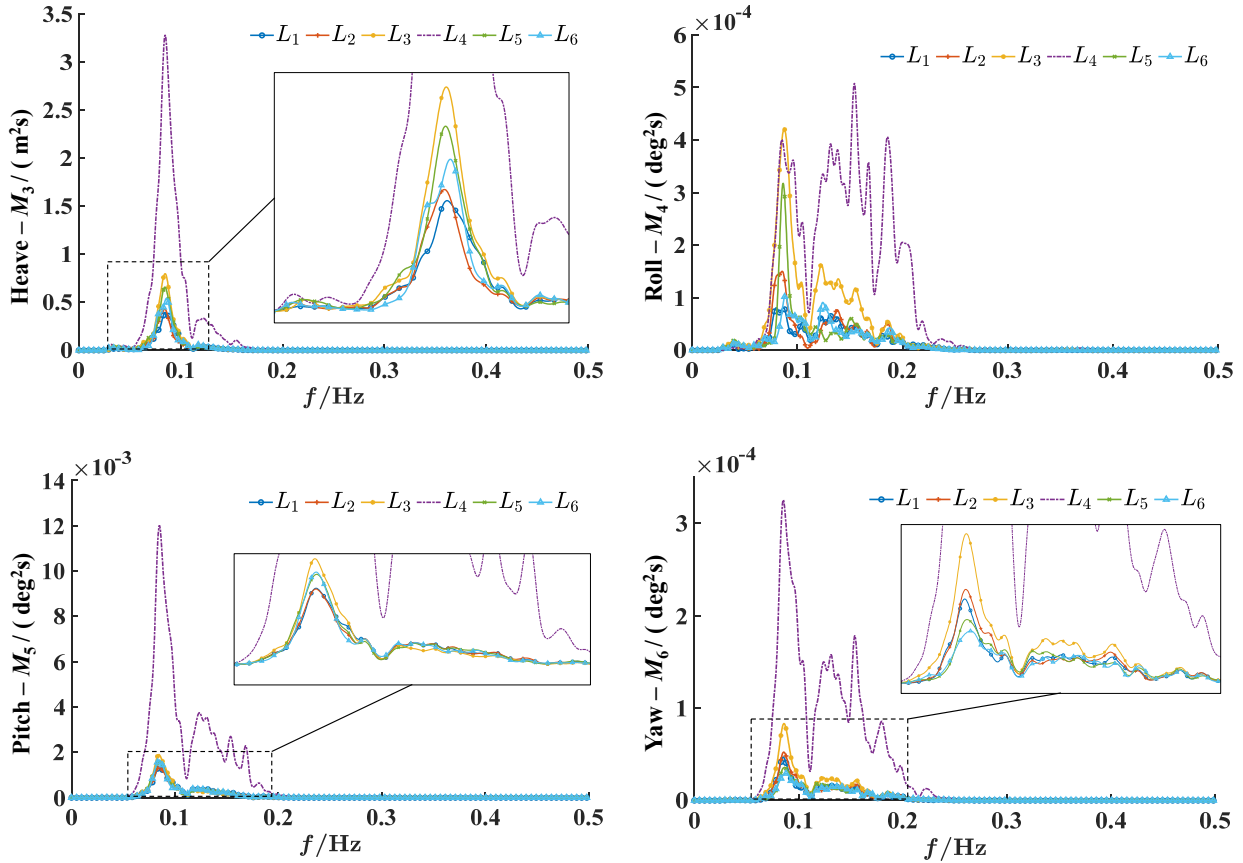 L1 L2 L3 L4 L5 L6
Heave − M3 / ( m²s)
3.5
3
2.5
2
1.5
1
0.5
0
0 0.1 0.2 0.3 0.4 0.5
f/Hz
×10-4
L1 L2 L3 L4 L5 L6
Roll − M4 / ( deg²s)
6
5
4
3
2
1
0
0 0.1 0.2 0.3 0.4 0.5
f/Hz
×10-3
L1 L2 L3 L4 L5 L6
Pitch − M5 / ( deg²s)
14
12
10
8
6
4
2
0
0 0.1 0.2 0.3 0.4 0.5
f/Hz
×10-4
L1 L2 L3 L4 L5 L6
Yaw − M6 / ( deg²s)
3
2
1
0
0 0.1 0.2 0.3 0.4 0.5
f/Hz